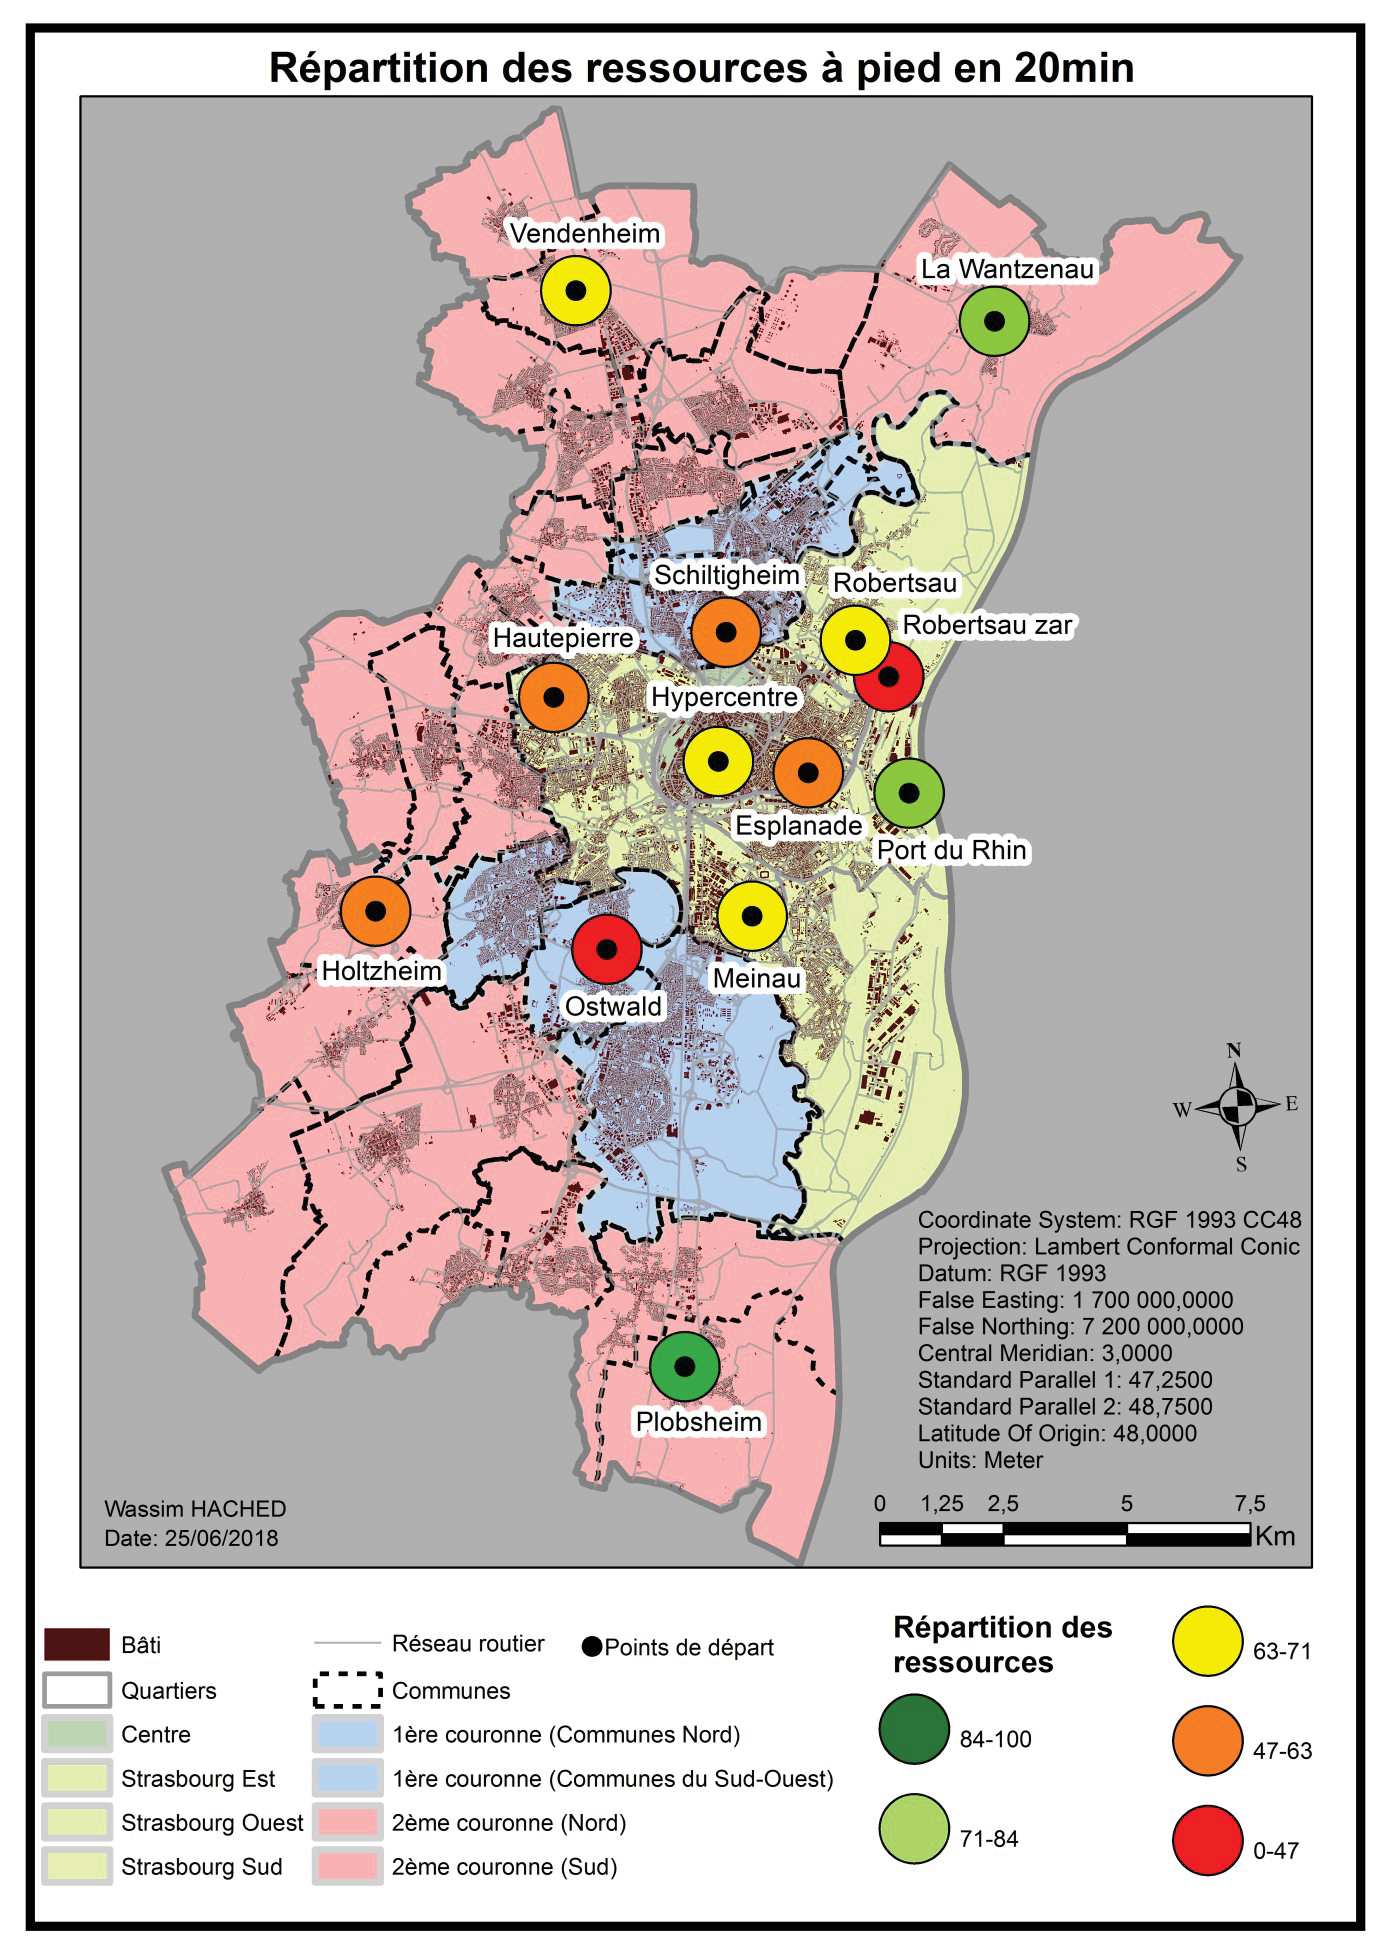 Répartition des ressources à pied en 20min
Vendenheim
La Wantzenau
Schiltigheim
Robertsau
Robertsau zar
Hautepierre
Hypercentre
Esplanade
Port du Rhin
Holtzheim
Meinau
Ostwald
Plobsheim
N
W
E
S
Coordinate System: RGF 1993 CC48
Projection: Lambert Conformal Conic
Datum: RGF 1993
False Easting: 1 700 000,0000
False Northing: 7 200 000,0000
Central Meridian: 3,0000
Standard Parallel 1: 47,2500
Standard Parallel 2: 48,7500
Latitude Of Origin: 48,0000
Units: Meter
Wassim HACHED
Date: 25/06/2018
0 1,25 2,5 5 7,5
Km
Bâti
Quartiers
Centre
Strasbourg Est
Strasbourg Ouest
Strasbourg Sud
Réseau routier
Communes
1ère couronne (Communes Nord)
1ère couronne (Communes du Sud-Ouest)
2ème couronne (Nord)
2ème couronne (Sud)
Points de départ
Répartition des
ressources
84-100
71-84
63-71
47-63
0-47